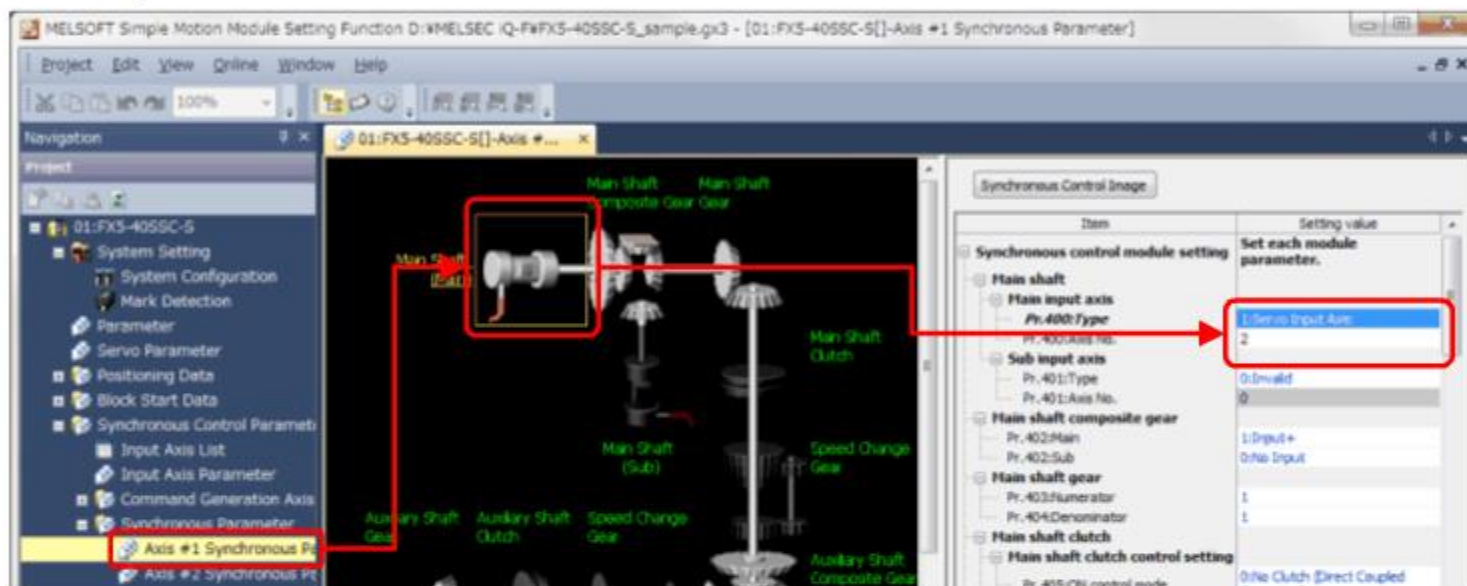 MELSOFT Simple Motion Module Setting Function D:¥MELSEC iQ-F¥FX5-40SSC-S_sample.gx3 - [01:FX5-40SSC-S[]-Axis #1 Synchronous Parameter]
Project Edit View Online Window Help
100%
Navigation
01:FX5-40SSC-S[]-Axis #...
Project
01:FX5-40SSC-S
System Setting
System Configuration
Mark Detection
Parameter
Servo Parameter
Positioning Data
Block Start Data
Synchronous Control Paramet
Input Axis List
Input Axis Parameter
Command Generation Axis
Synchronous Parameter
Axis #1 Synchronous Pa
Axis #2 Synchronous Pa
Main Shaft Main Shaft
Composite Gear Gear
Main Shaft
(Main)
Main Shaft
Clutch
Main Shaft
(Sub)
Speed Change
Gear
Auxiliary Shaft Auxiliary Shaft Speed Change
Gear Clutch Gear
Auxiliary Shaft
Composite Gear
Synchronous Control Image
Item Setting value
Synchronous control module setting Set each module
parameter.
Main shaft
Main input axis
Pr.400:Type 1:Servo Input Axis
Pr.400:Axis No. 2
Sub input axis
Pr.401:Type 0:Invalid
Pr.401:Axis No. 0
Main shaft composite gear
Pr.402:Main 1:Input+
Pr.402:Sub 0:No Input
Main shaft gear
Pr.403:Numerator 1
Pr.404:Denominator 1
Main shaft clutch
Main shaft clutch control setting
Pr.405:ON control mode 0:No Clutch (Direct Coupled